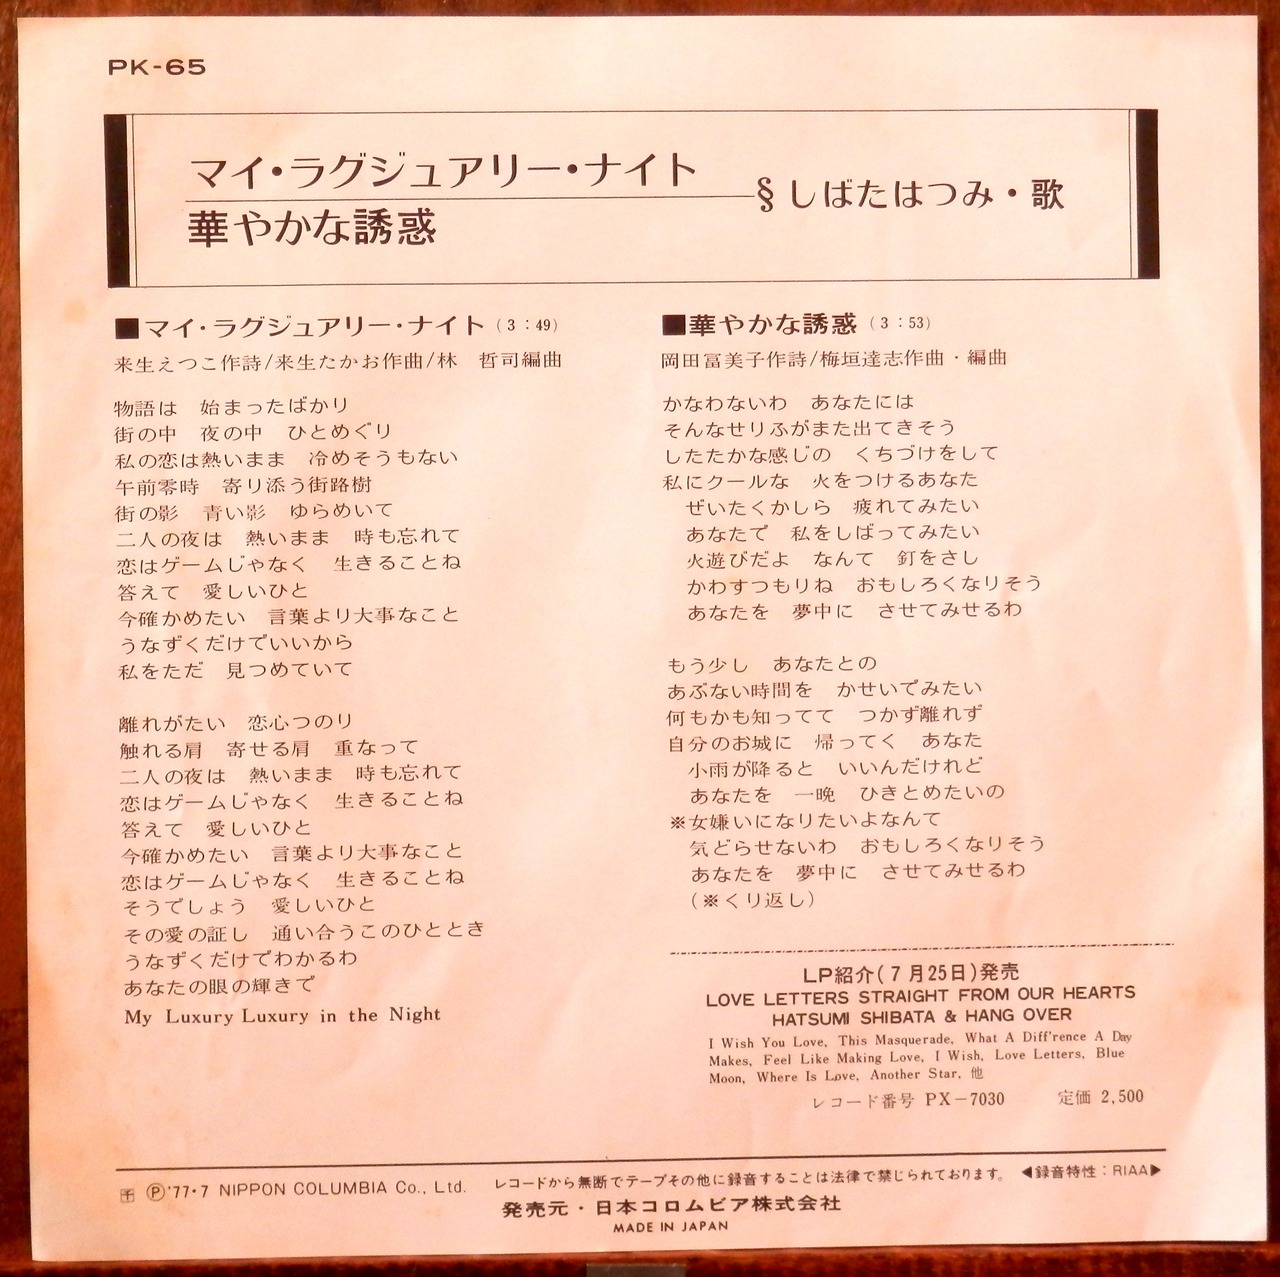 PK-65
マイ・ラグジュアリー・ナイト
華やかな誘惑
§しばたはつみ・歌
■マイ・ラグジュアリー・ナイト（3：49）
来生えつこ作詩/来生たかお作曲/林　哲司編曲
物語は　始まったばかり
街の中　夜の中　ひとめぐり
私の恋は熱いまま　冷めそうもない
午前零時　寄り添う街路樹
街の影　青い影　ゆらめいて
二人の夜は　熱いまま　時も忘れて
恋はゲームじゃなく　生きることね
答えて　愛しいひと
今確かめたい　言葉より大事なこと
うなずくだけでいいから
私をただ　見つめていて
離れがたい　恋心つのり
触れる肩　寄せる肩　重なって
二人の夜は　熱いまま　時も忘れて
恋はゲームじゃなく　生きることね
答えて　愛しいひと
今確かめたい　言葉より大事なこと
恋はゲームじゃなく　生きることね
そうでしょう　愛しいひと
その愛の証し　通い合うこのひととき
うなずくだけでわかるわ
あなたの眼の輝きで
My Luxury Luxury in the Night
■華やかな誘惑（3：53）
岡田冨美子作詩/梅垣達志作曲・編曲
かなわないわ　あなたには
そんなせりふがまた出てきそう
したたかな感じの　くちづけをして
私にクールな　火をつけるあなた
ぜいたくかしら　疲れてみたい
あなたで　私をしばってみたい
火遊びだよ　なんて　釘をさし
かわすつもりね　おもしろくなりそう
あなたを　夢中に　させてみせるわ
もう少し　あなたとの
あぶない時間を　かせいでみたい
何もかも知ってて　つかず離れず
自分のお城に　帰ってく　あなた
小雨が降ると　いいんだけれど
あなたを　一晩　ひきとめたいの
※女嫌いになりたいよなんて
気どらせないわ　おもしろくなりそう
あなたを　夢中に　させてみせるわ
（※くり返し）
LP紹介(7月25日)発売
LOVE LETTERS STRAIGHT FROM OUR HEARTS
HATSUMI SHIBATA & HANG OVER
I Wish You Love, This Masquerade, What A Diff'rence A Day
Makes, Feel Like Making Love, I Wish, Love Letters, Blue
Moon, Where Is Love, Another Star, 他
レコード番号 PX-7030　定価 2,500
Ⓟ'77・7 NIPPON COLUMBIA Co., Ltd.
レコードから無断でテープその他に録音することは法律で禁じられております。
◀録音特性：RIAA▶
発売元・日本コロムビア株式会社
MADE IN JAPAN